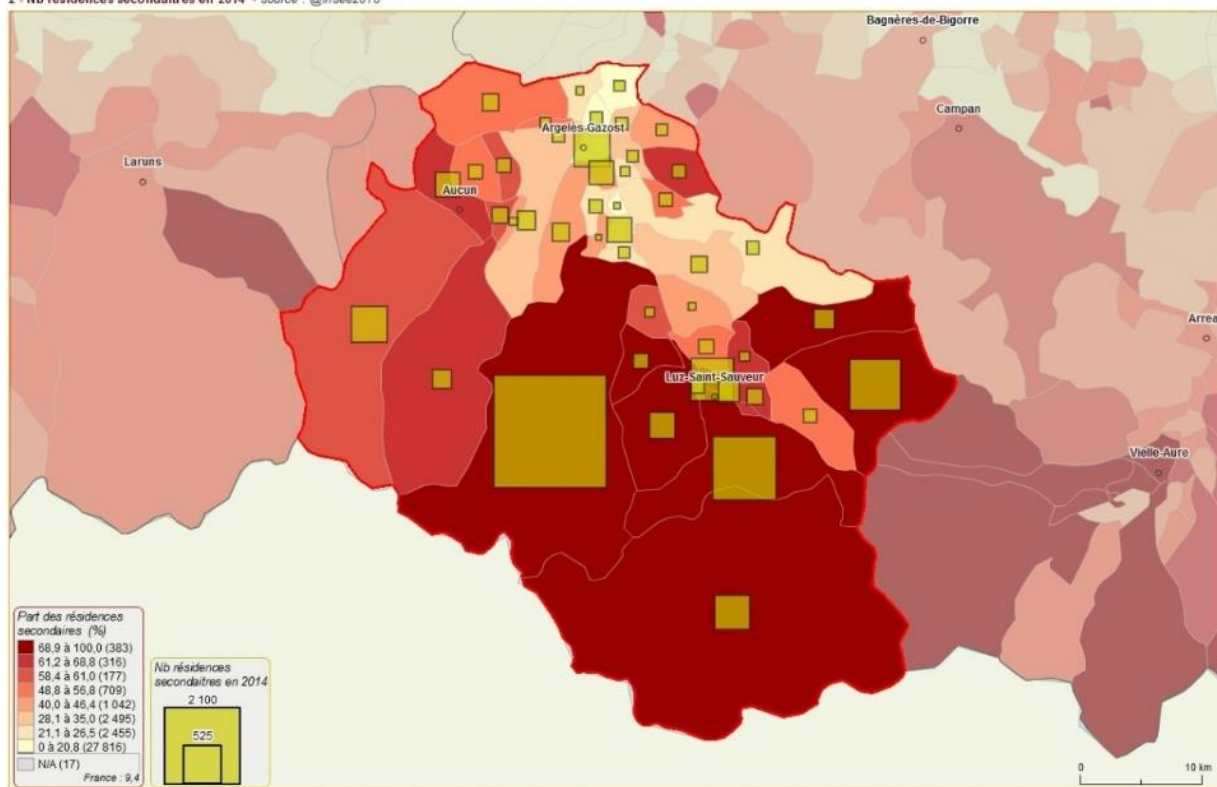 2 - Nb résidences secondaitres en 2014 - source : @insee2016
Bagnères-de-Bigorre
Campan
Argelès-Gazost
Laruns
Aucun
Arrea
Luz-Saint-Sauveur
Vielle-Aure
Part des résidences
secondaires (%)
68,9 à 100,0 (383)
61,2 à 68,8 (316)
58,4 à 61,0 (177)
48,8 à 56,8 (709)
40,0 à 46,4 (1 042)
28,1 à 35,0 (2 495)
21,1 à 26,5 (2 455)
0 à 20,8 (27 816)
N/A (17)
France : 9,4
Nb résidences
secondaitres en 2014
2 100
525
0 10 km